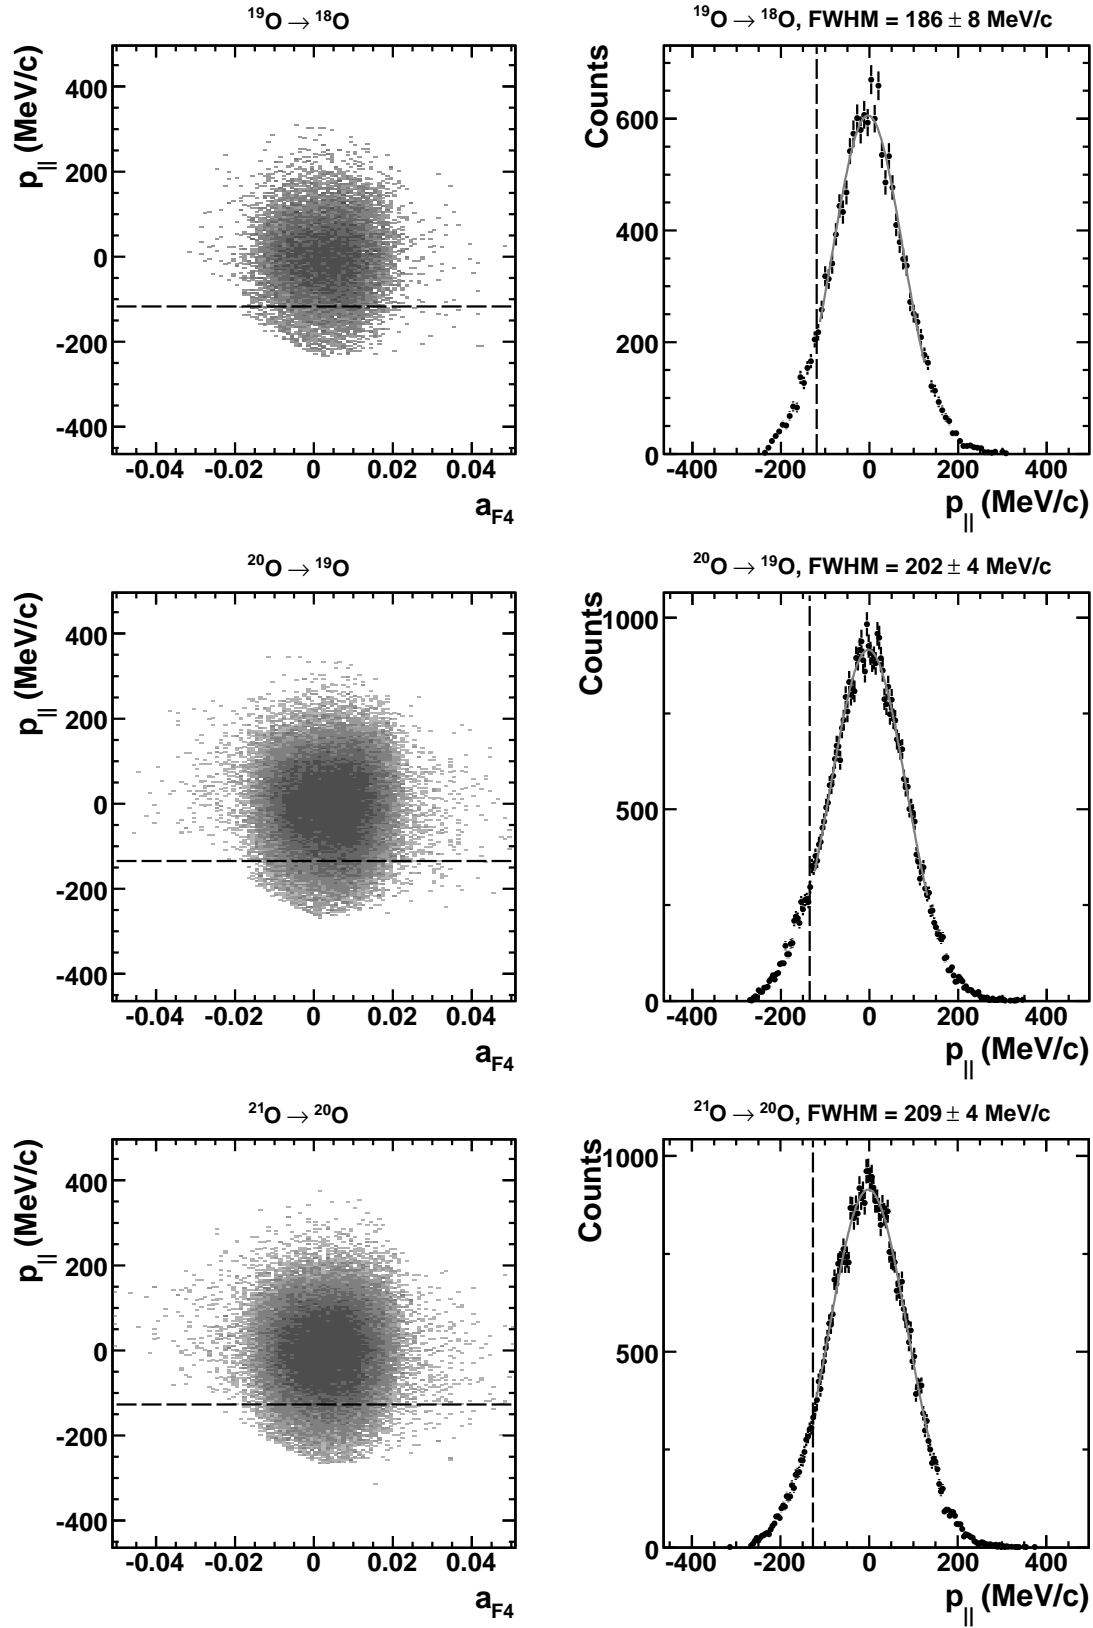 ¹⁹O → ¹⁸O
p|| (MeV/c)
400
200
0
-200
-400
-0.04 -0.02 0 0.02 0.04
aF4
¹⁹O → ¹⁸O, FWHM = 186 ± 8 MeV/c
Counts
600
400
200
0
-400 -200 0 200 400
p|| (MeV/c)
²⁰O → ¹⁹O
p|| (MeV/c)
400
200
0
-200
-400
-0.04 -0.02 0 0.02 0.04
aF4
²⁰O → ¹⁹O, FWHM = 202 ± 4 MeV/c
Counts
1000
500
0
-400 -200 0 200 400
p|| (MeV/c)
²¹O → ²⁰O
p|| (MeV/c)
400
200
0
-200
-400
-0.04 -0.02 0 0.02 0.04
aF4
²¹O → ²⁰O, FWHM = 209 ± 4 MeV/c
Counts
1000
500
0
-400 -200 0 200 400
p|| (MeV/c)